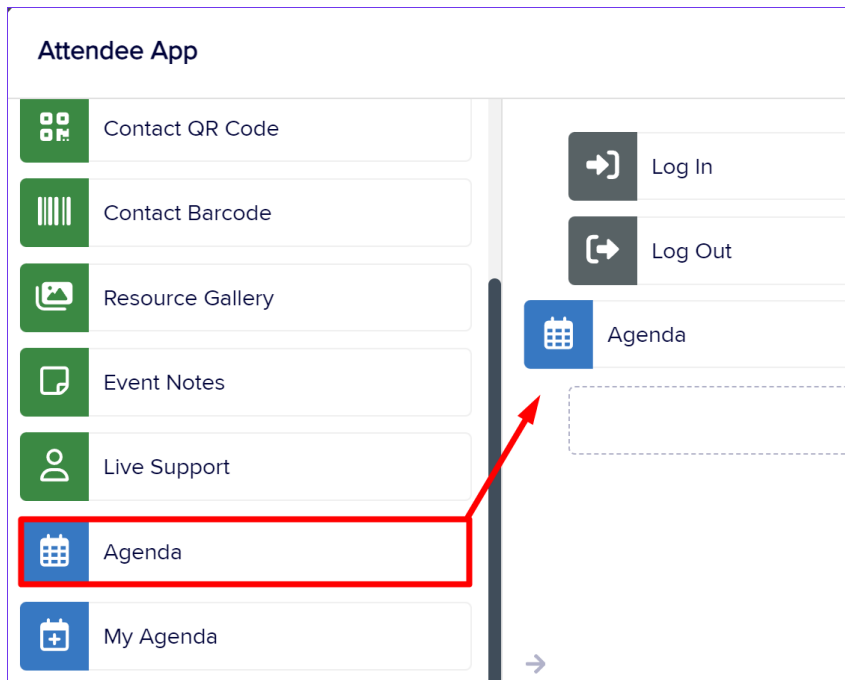 Attendee App
Contact QR Code
Contact Barcode
Resource Gallery
Event Notes
Live Support
Agenda
My Agenda
Log In
Log Out
Agenda